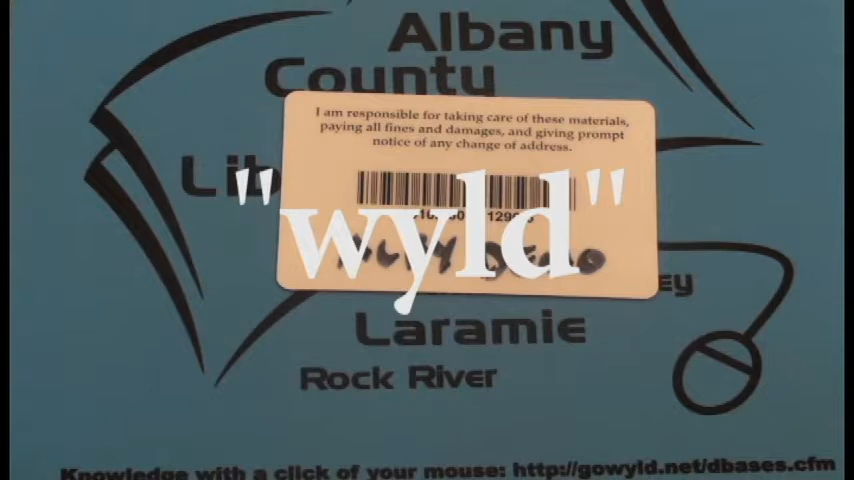 Albany
County
I am responsible for taking care of these materials,
paying all fines and damages, and giving prompt
notice of any change of address.
Lib
"wyld"
ey
Laramie
Rock River
Knowledge with a click of your mouse: http://gowyld.net/dbases.cfm